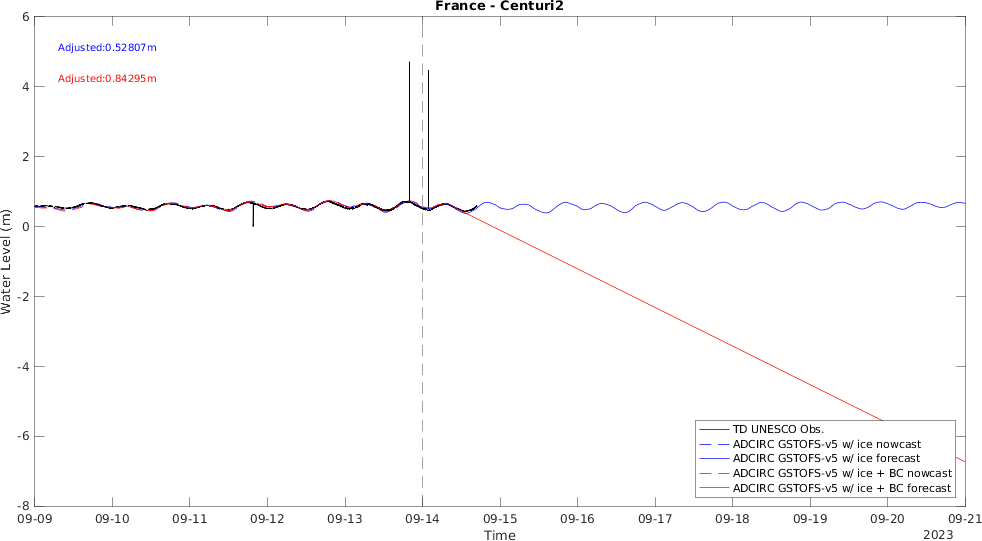 France - Centuri2
Adjusted:0.52807m
Adjusted:0.84295m
6
4
2
0
-2
-4
-6
-8
Water Level (m)
TD UNESCO Obs.
ADCIRC GSTOFS-v5 w/ ice nowcast
ADCIRC GSTOFS-v5 w/ ice forecast
ADCIRC GSTOFS-v5 w/ ice + BC nowcast
ADCIRC GSTOFS-v5 w/ ice + BC forecast
09-09 09-10 09-11 09-12 09-13 09-14 09-15 09-16 09-17 09-18 09-19 09-20 09-21
Time
2023